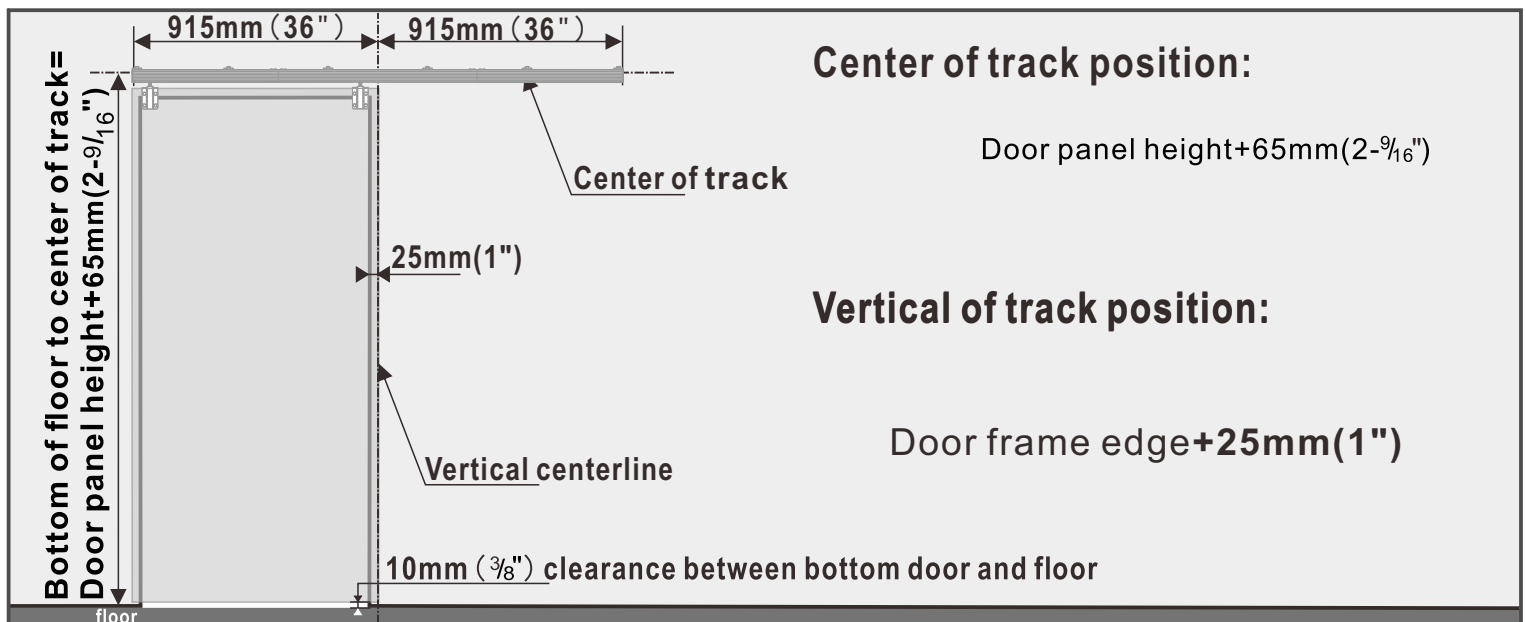 915mm（36"）
915mm（36"）
Bottom of floor to center of track=
Door panel height+65mm(2-9/16")
Center of track position:
Door panel height+65mm(2-9/16")
Center of track
25mm(1")
Vertical of track position:
Door frame edge+25mm(1")
Vertical centerline
10mm（3/8"）clearance between bottom door and floor
floor